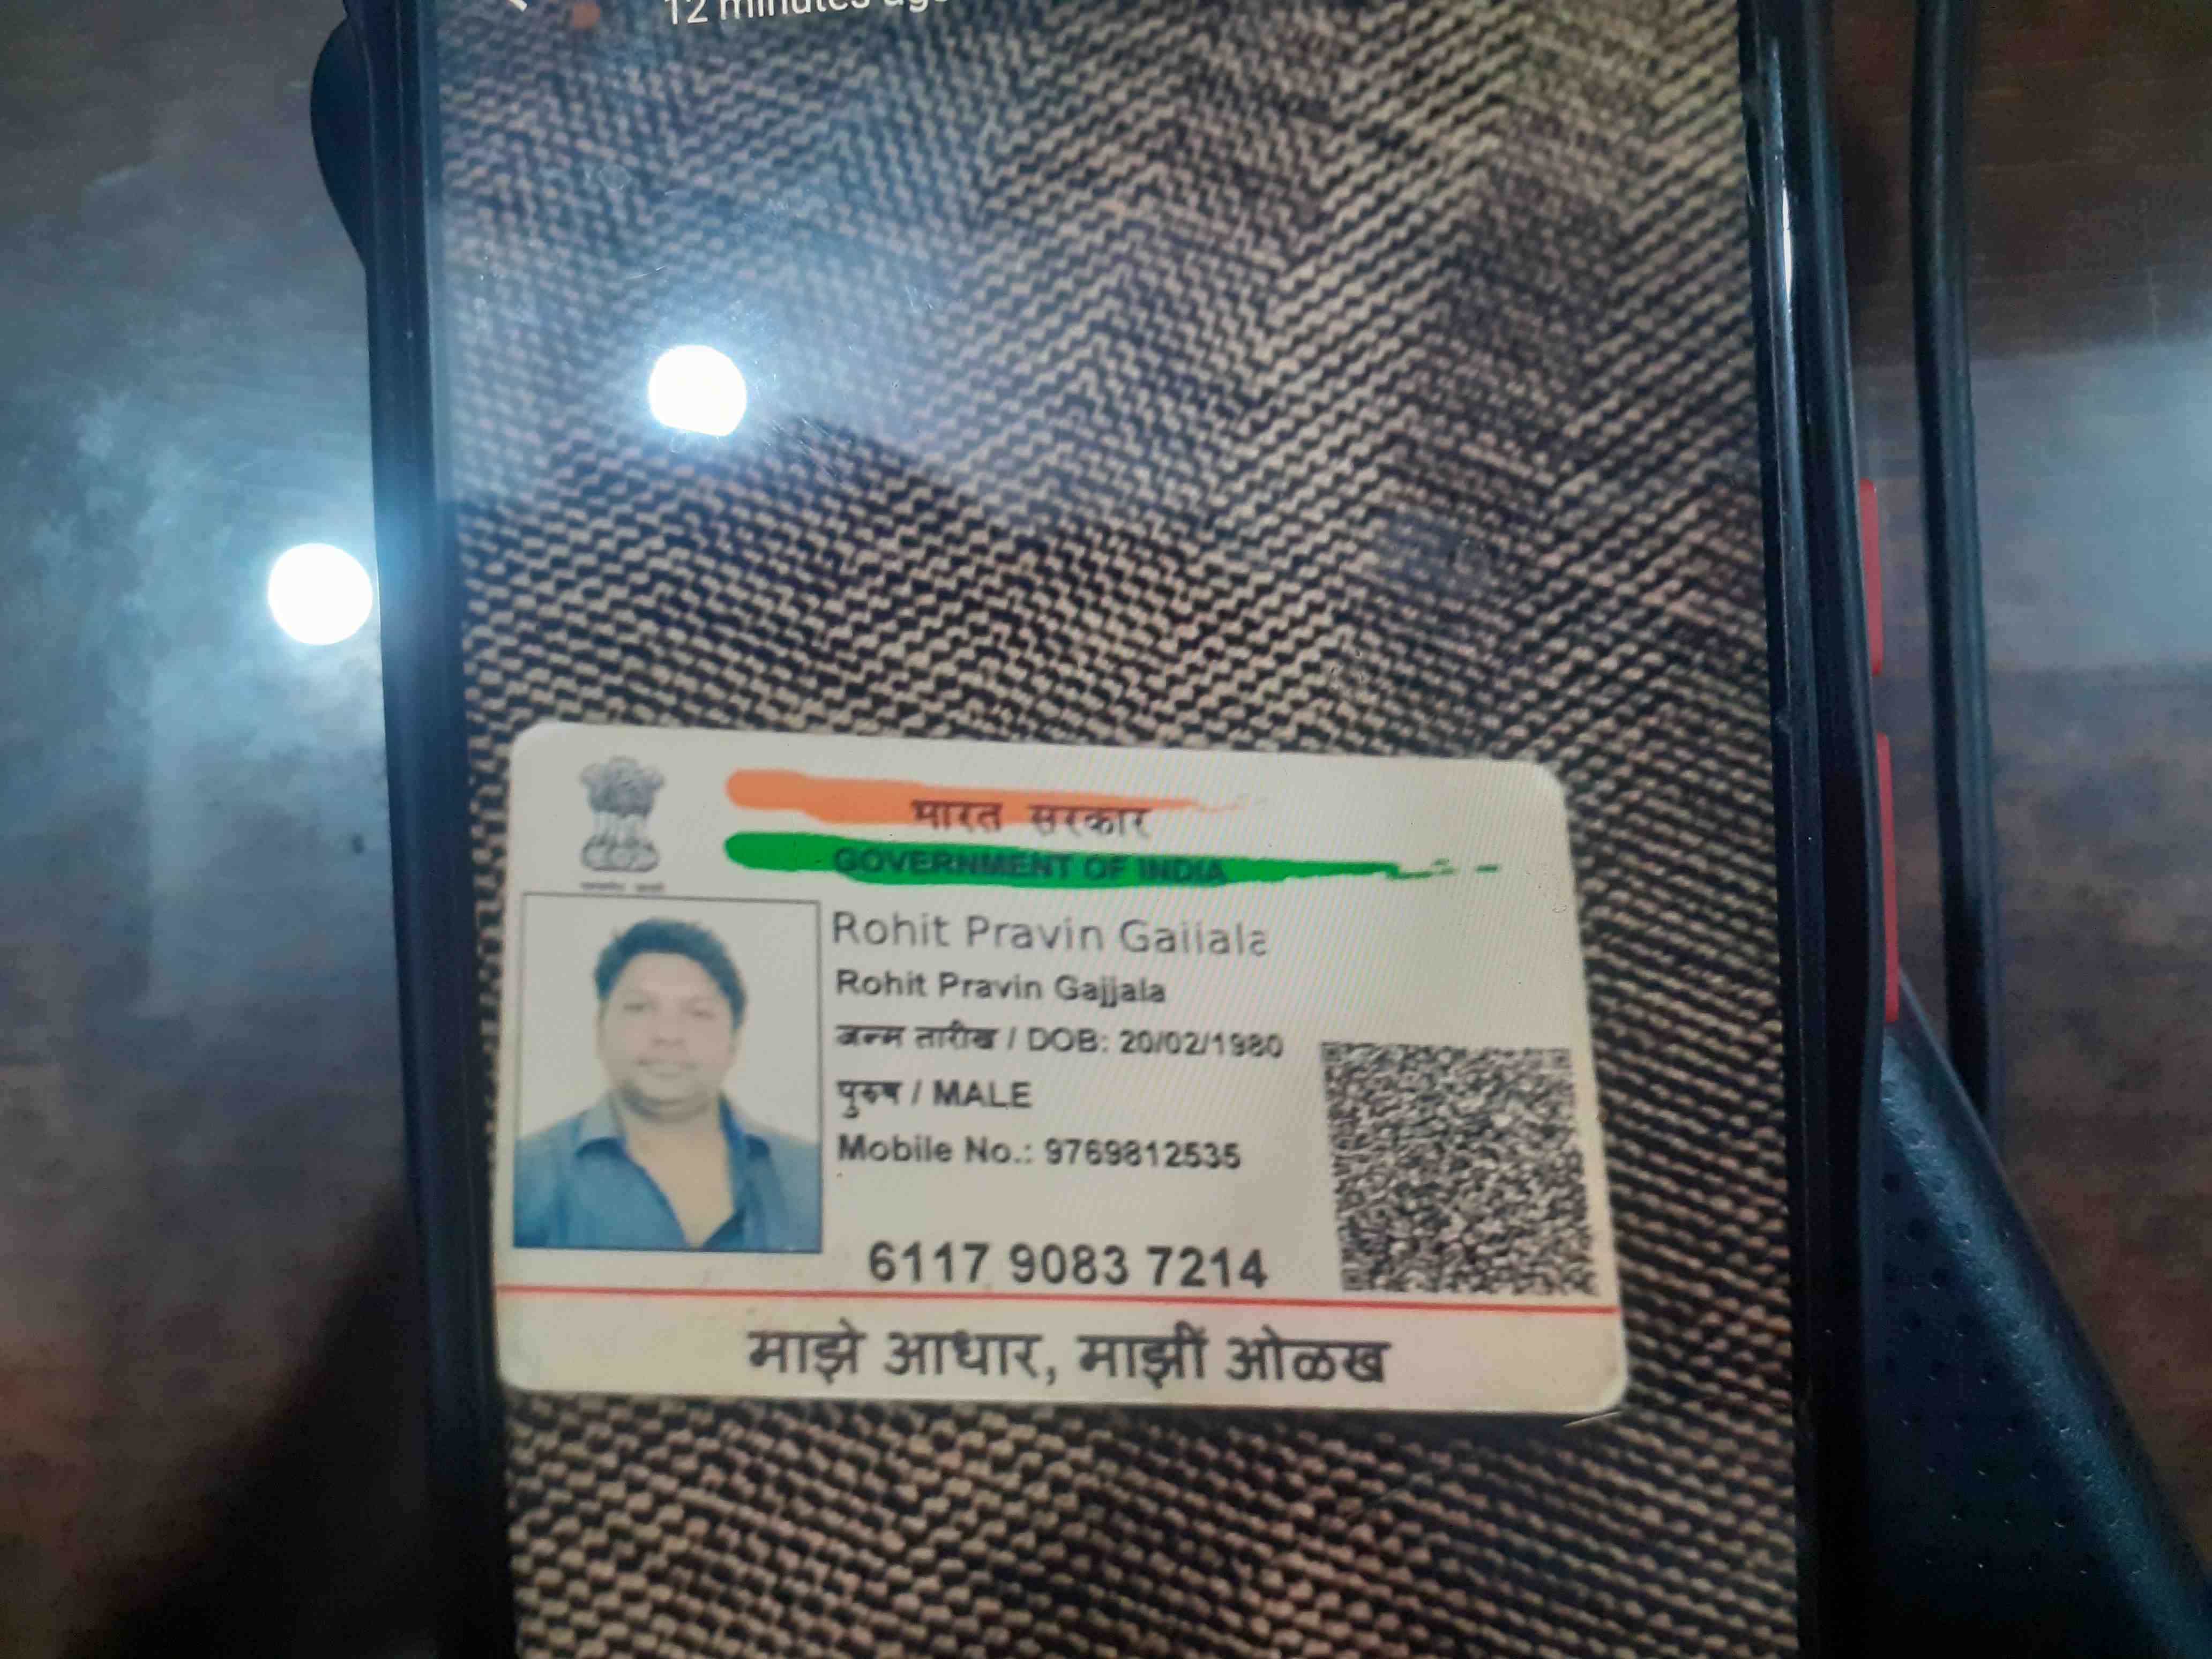 12 minutes ago
भारत सरकार
GOVERNMENT OF INDIA
Rohit Pravin Gaiiala
Rohit Pravin Gajjala
जन्म तारीख / DOB: 20/02/1980
पुरुष / MALE
Mobile No.: 9769812535
6117 9083 7214
माझे आधार, माझी ओळख